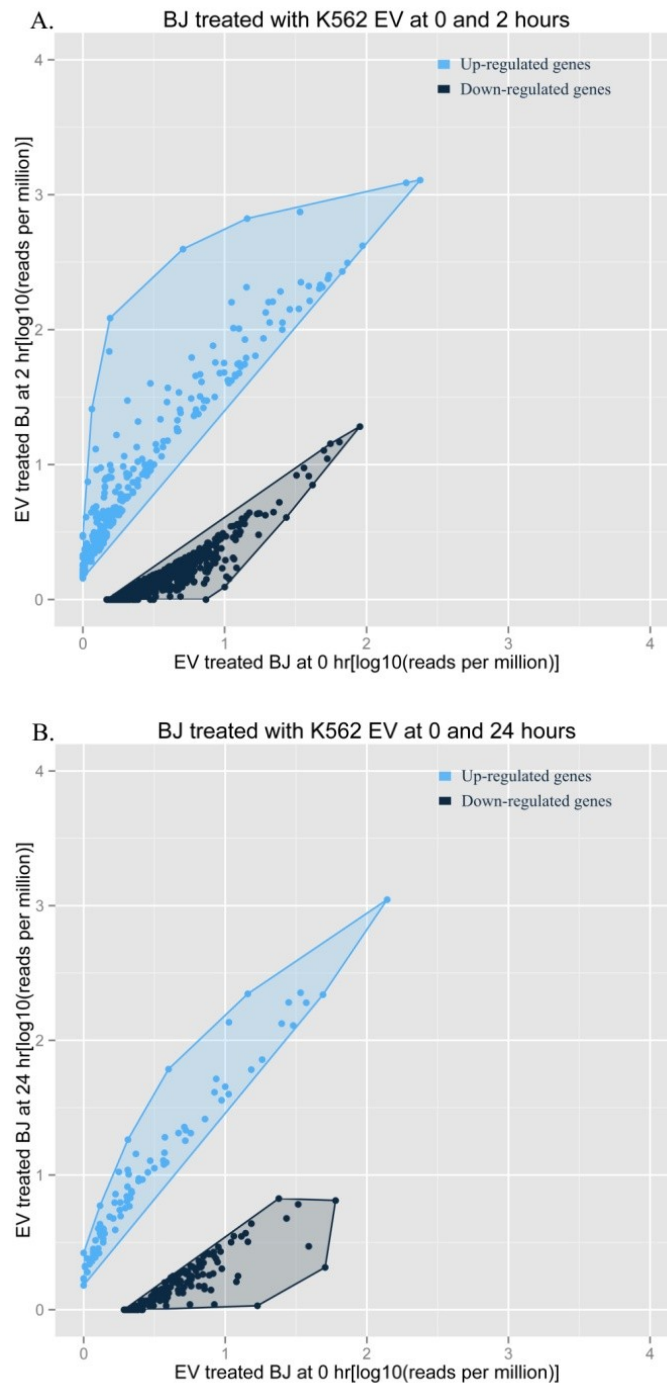 A.
BJ treated with K562 EV at 0 and 2 hours
Up-regulated genes
Down-regulated genes
EV treated BJ at 2 hr[log10(reads per million)]
4
3
2
1
0
0 1 2 3 4
EV treated BJ at 0 hr[log10(reads per million)]
B.
BJ treated with K562 EV at 0 and 24 hours
Up-regulated genes
Down-regulated genes
EV treated BJ at 24 hr[log10(reads per million)]
4
3
2
1
0
0 1 2 3 4
EV treated BJ at 0 hr[log10(reads per million)]